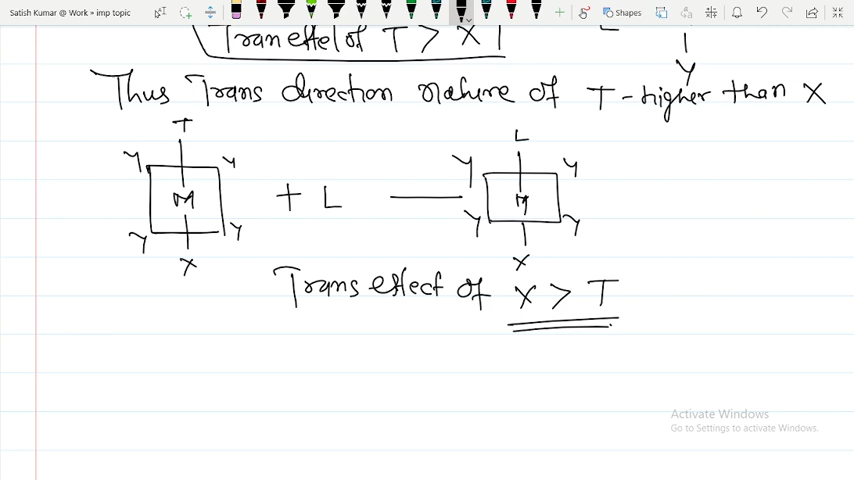 Satish Kumar @ Work » imp topic
Shapes
Tran effel of T > X
Y
Thus Trans direction nature of T - higher than X
T
Y Y
M
Y Y
X
+ L
L
Y Y
M
Y Y
X
Trans effect of X > T
Activate Windows
Go to Settings to activate Windows.